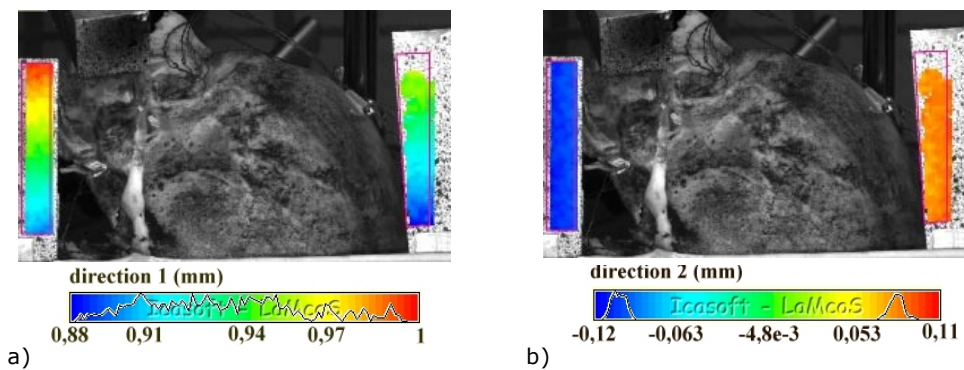 direction 1 (mm)
Icasoft - LaMcoS
0,88 0,91 0,94 0,97 1
a)
direction 2 (mm)
Icasoft - LaMcoS
-0,12 -0,063 -4,8e-3 0,053 0,11
b)